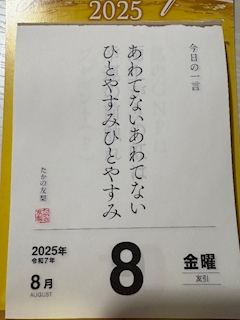 2025
今日の一言
あわてないあわてない
ひとやすみひとやすみ
たかの友梨
2025年
令和7年
8月
AUGUST
8
金曜
友引